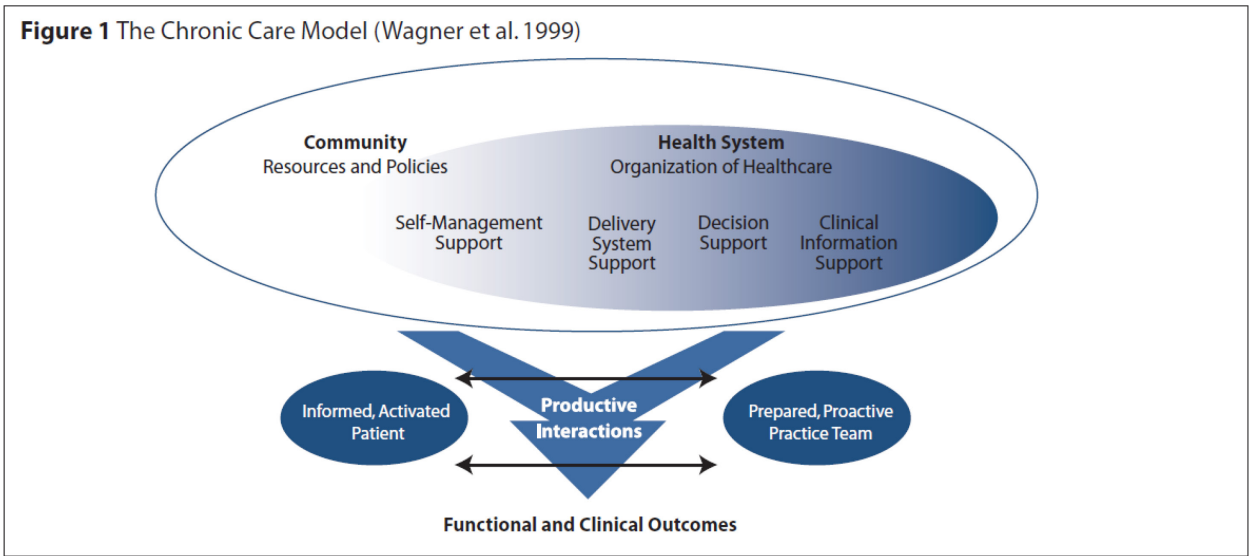 Figure 1 The Chronic Care Model (Wagner et al. 1999)
Community
Resources and Policies
Health System
Organization of Healthcare
Self-Management
Support
Delivery
System
Support
Decision
Support
Clinical
Information
Support
Informed, Activated
Patient
Productive
Interactions
Prepared, Proactive
Practice Team
Functional and Clinical Outcomes